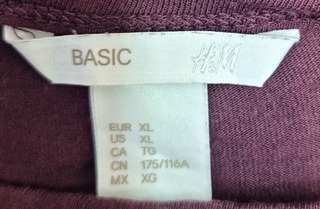 BASIC H&M
EUR XL
US XL
CA TG
CN 175/116A
MX XG